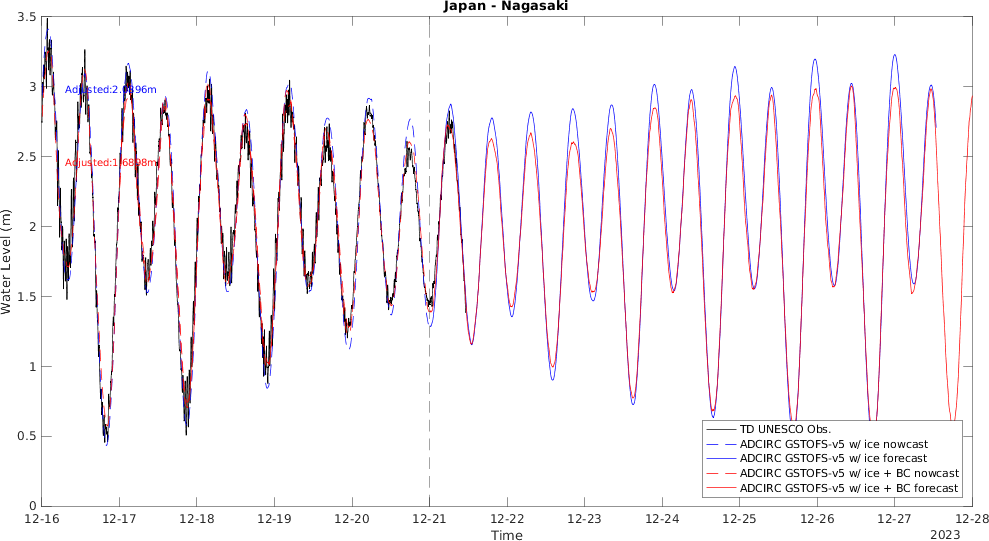 Japan - Nagasaki
3.5
3
2.5
2
1.5
1
0.5
0
Water Level (m)
TD UNESCO Obs.
ADCIRC GSTOFS-v5 w/ ice nowcast
ADCIRC GSTOFS-v5 w/ ice forecast
ADCIRC GSTOFS-v5 w/ ice + BC nowcast
ADCIRC GSTOFS-v5 w/ ice + BC forecast
12-16 12-17 12-18 12-19 12-20 12-21 12-22 12-23 12-24 12-25 12-26 12-27 12-28
Time
2023